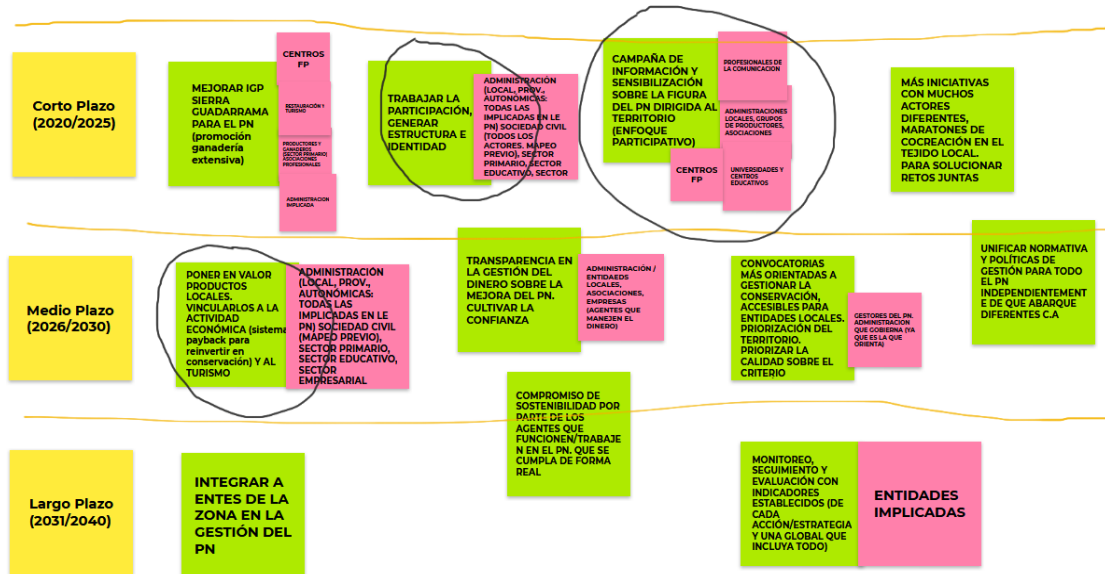 Corto Plazo
(2020/2025)
MEJORAR IGP
SIERRA
GUADARRAMA
PARA EL PN
(promoción
ganadería
extensiva)
CENTROS
FP
RESTAURACIÓN Y
TURISMO
PRODUCTORES Y
GANADEROS
(SECTOR PRIMARIO)
ASOCIACIONES
PROFESIONALES
ADMINISTRACION
IMPLICADA
TRABAJAR LA
PARTICIPACIÓN,
GENERAR
ESTRUCTURA E
IDENTIDAD
ADMINISTRACIÓN
(LOCAL, PROV.,
AUTONÓMICAS:
TODAS LAS
IMPLICADAS EN LE
PN) SOCIEDAD CIVIL
(TODOS LOS
ACTORES. MAPEO
PREVIO), SECTOR
PRIMARIO, SECTOR
EDUCATIVO, SECTOR
CAMPAÑA DE
INFORMACIÓN Y
SENSIBILIZACIÓN
SOBRE LA FIGURA
DEL PN DIRIGIDA AL
TERRITORIO
(ENFOQUE
PARTICIPATIVO)
PROFESIONALES DE
LA COMUNICACION
ADMINISTRACIONES
LOCALES, GRUPOS
DE PRODUCTORES,
ASOCIACIONES
CENTROS
FP
UNIVERSIDADES Y
CENTROS
EDUCATIVOS
MÁS INICIATIVAS
CON MUCHOS
ACTORES
DIFERENTES,
MARATONES DE
COCREACIÓN EN EL
TEJIDO LOCAL.
PARA SOLUCIONAR
RETOS JUNTAS
Medio Plazo
(2026/2030)
PONER EN VALOR
PRODUCTOS
LOCALES.
VINCULARLOS A LA
ACTIVIDAD
ECONÓMICA (sistema
payback para
reinvertir en
conservación) Y AL
TURISMO
ADMINISTRACIÓN
(LOCAL, PROV.,
AUTONÓMICAS:
TODAS LAS
IMPLICADAS EN LE
PN) SOCIEDAD CIVIL
(MAPEO PREVIO),
SECTOR PRIMARIO,
SECTOR EDUCATIVO,
SECTOR
EMPRESARIAL
TRANSPARENCIA EN
LA GESTIÓN DEL
DINERO SOBRE LA
MEJORA DEL PN.
CULTIVAR LA
CONFIANZA
ADMINISTRACIÓN /
ENTIDAEDS
LOCALES,
ASOCIACIONES,
EMPRESAS
(AGENTES QUE
MANEJEN EL
DINERO)
CONVOCATORIAS
MÁS ORIENTADAS A
GESTIONAR LA
CONSERVACIÓN,
ACCESIBLES PARA
ENTIDADES LOCALES.
PRIORIZACIÓN DEL
TERRITORIO.
PRIORIZAR LA
CALIDAD SOBRE EL
CRITERIO
GESTORES DEL PN.
ADMINISTRACION
QUE GOBIERNA (YA
QUE ES LA QUE
ORIENTA)
UNIFICAR NORMATIVA
Y POLÍTICAS DE
GESTIÓN PARA TODO
EL PN
INDEPENDIENTEMENT
E DE QUE ABARQUE
DIFERENTES C.A
COMPROMISO DE
SOSTENIBILIDAD POR
PARTE DE LOS
AGENTES QUE
FUNCIONEN/TRABAJE
N EN EL PN. QUE SE
CUMPLA DE FORMA
REAL
Largo Plazo
(2031/2040)
INTEGRAR A
ENTES DE LA
ZONA EN LA
GESTIÓN DEL
PN
MONITOREO,
SEGUIMIENTO Y
EVALUACIÓN CON
INDICADORES
ESTABLECIDOS (DE
CADA
ACCIÓN/ESTRATEGIA
Y UNA GLOBAL QUE
INCLUYA TODO)
ENTIDADES
IMPLICADAS